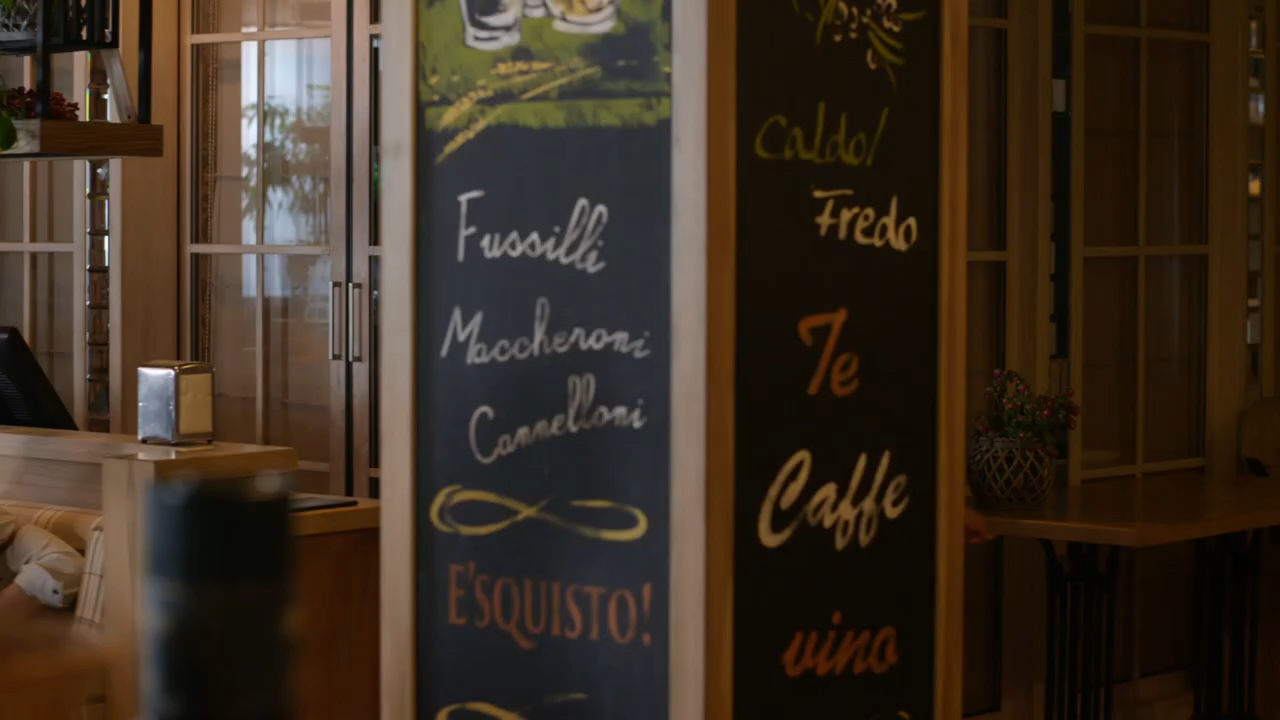 Fussilli
Maccheroni
Cannelloni
E'SQUISTO!
Caldo/
Fredo
Te
Caffe
vino